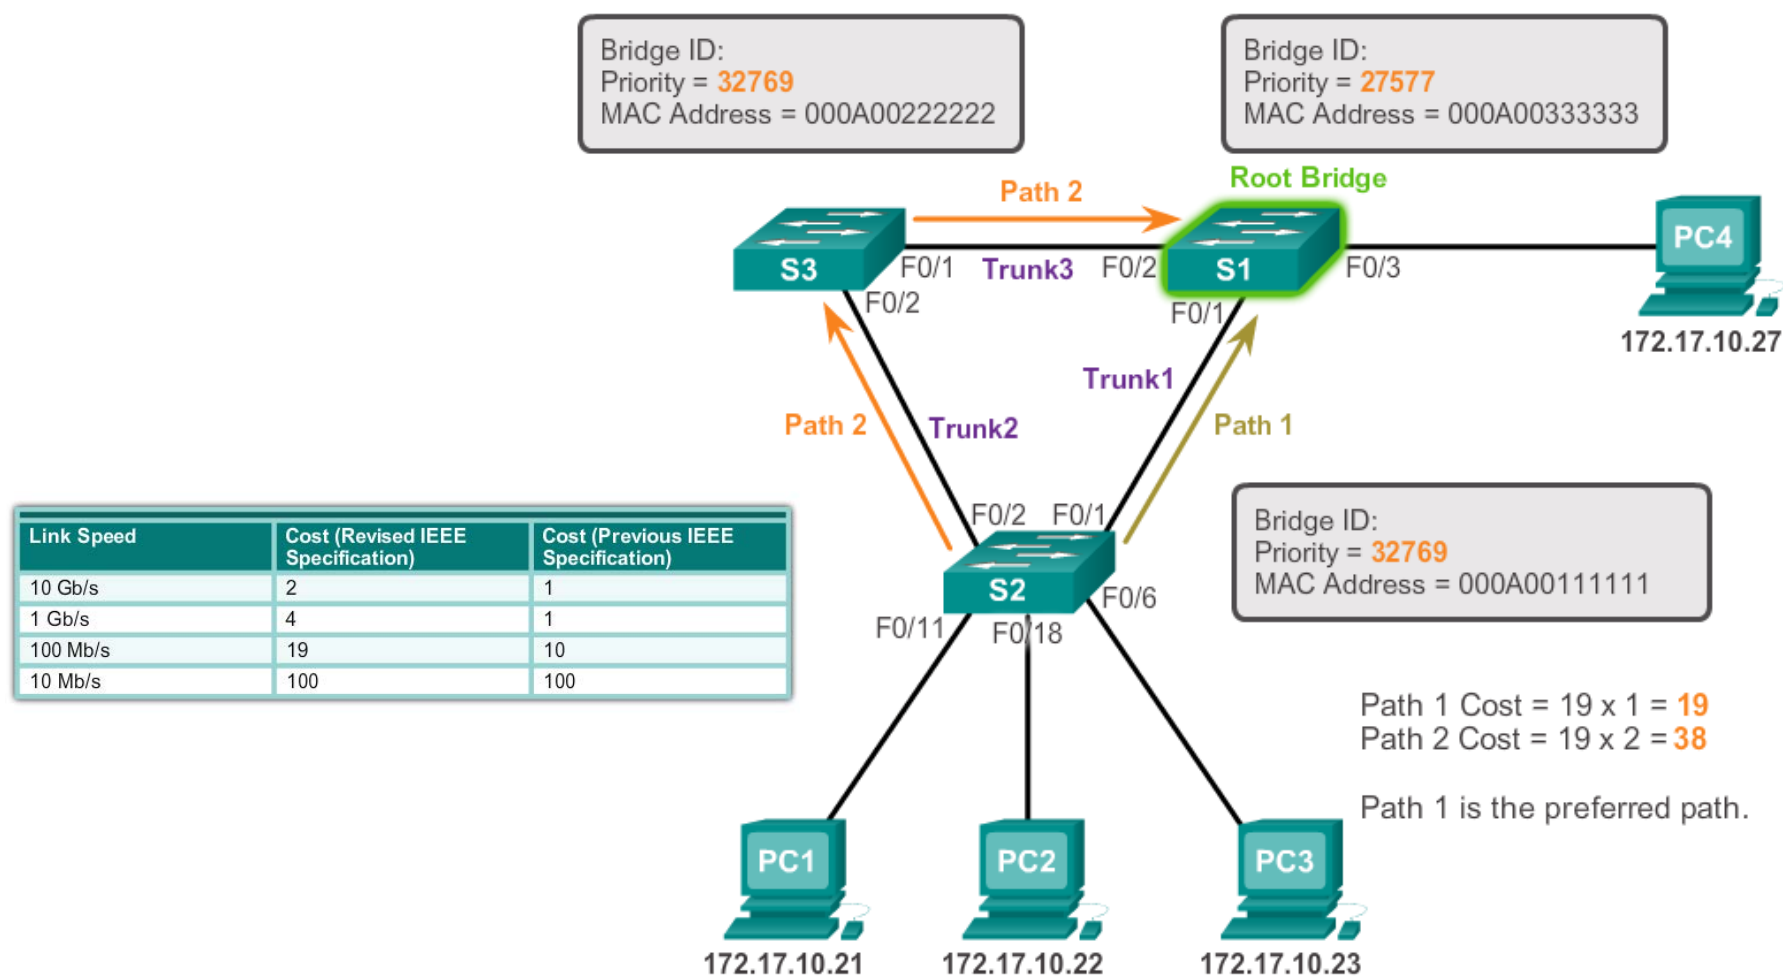 Bridge ID:
Priority = 32769
MAC Address = 000A00222222
Bridge ID:
Priority = 27577
MAC Address = 000A00333333
Root Bridge
Path 2
S3
F0/1
Trunk3
F0/2
S1
F0/3
PC4
F0/2
F0/1
172.17.10.27
Trunk1
Path 2
Trunk2
Path 1
Link Speed
Cost (Revised IEEE
Specification)
Cost (Previous IEEE
Specification)
10 Gb/s
2
1
1 Gb/s
4
1
100 Mb/s
19
10
10 Mb/s
100
100
F0/2
F0/1
Bridge ID:
Priority = 32769
MAC Address = 000A00111111
S2
F0/6
F0/11
F0/18
Path 1 Cost = 19 x 1 = 19
Path 2 Cost = 19 x 2 = 38
Path 1 is the preferred path.
PC1
PC2
PC3
172.17.10.21
172.17.10.22
172.17.10.23